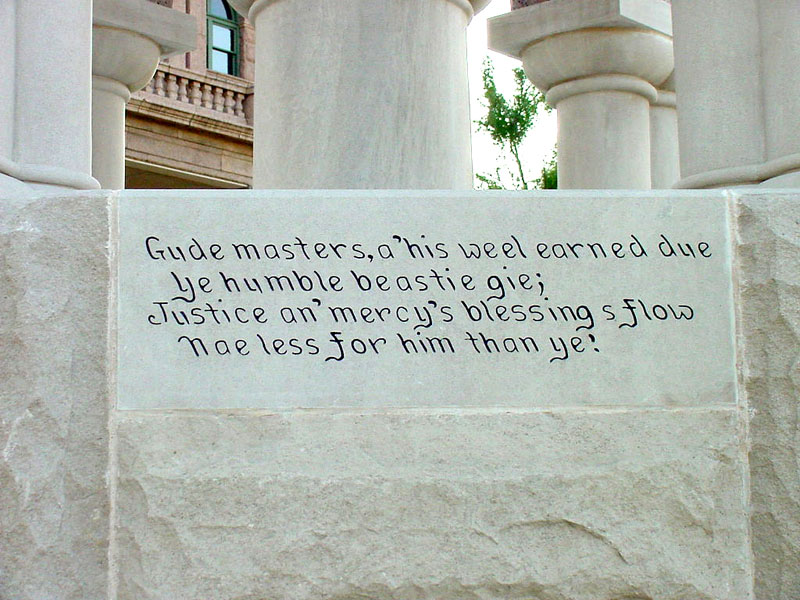 Gude masters, a' his weel earned due
Ye humble beastie gie;
Justice an' mercy's blessings flow
Nae less for him than ye!